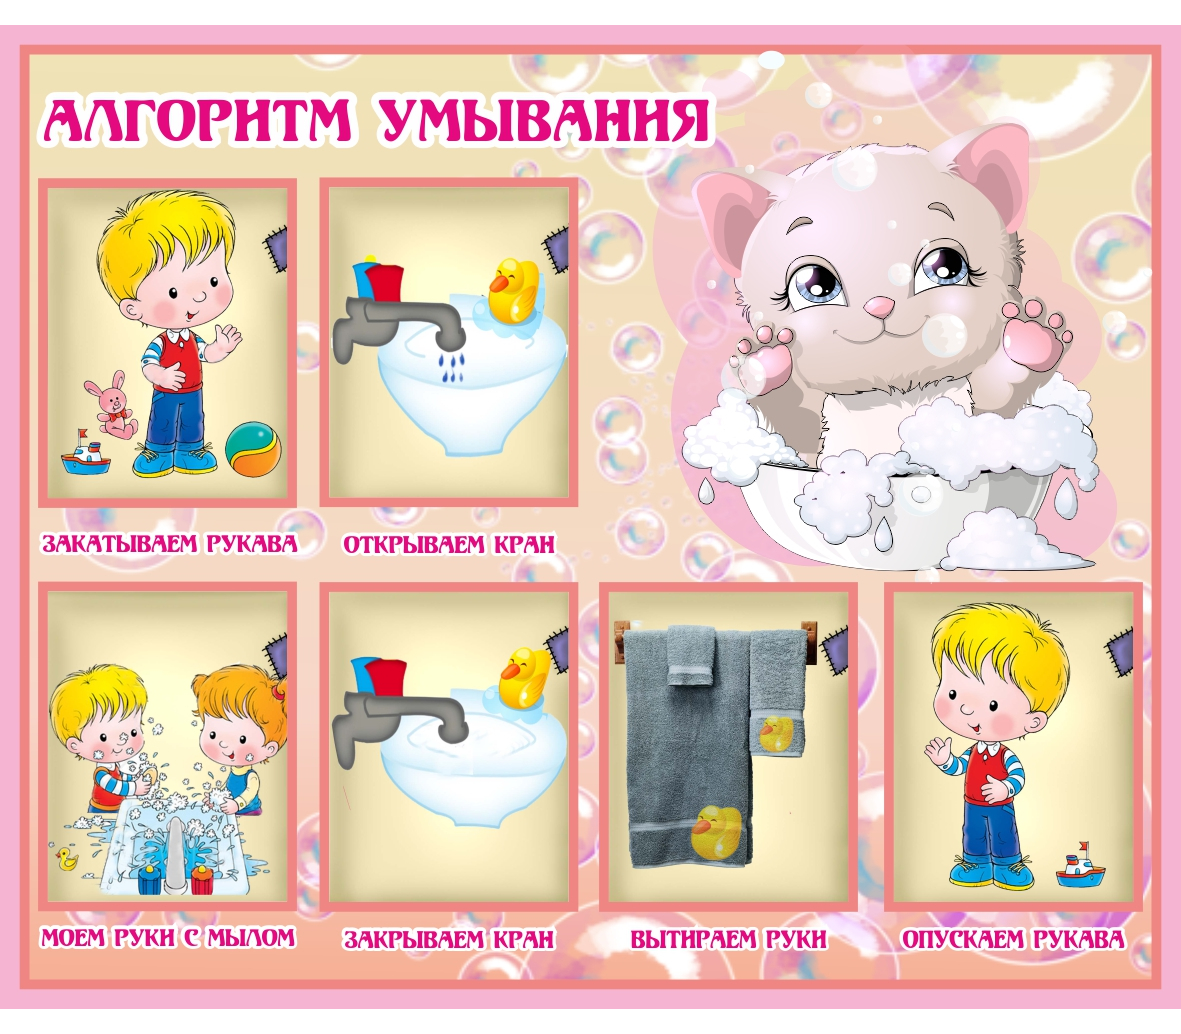 АЛГОРИТМ УМЫВАНИЯ
ЗАКАТЫВАЕМ РУКАВА
ОТКРЫВАЕМ КРАН
МОЕМ РУКИ С МЫЛОМ
ЗАКРЫВАЕМ КРАН
ВЫТИРАЕМ РУКИ
ОПУСКАЕМ РУКАВА